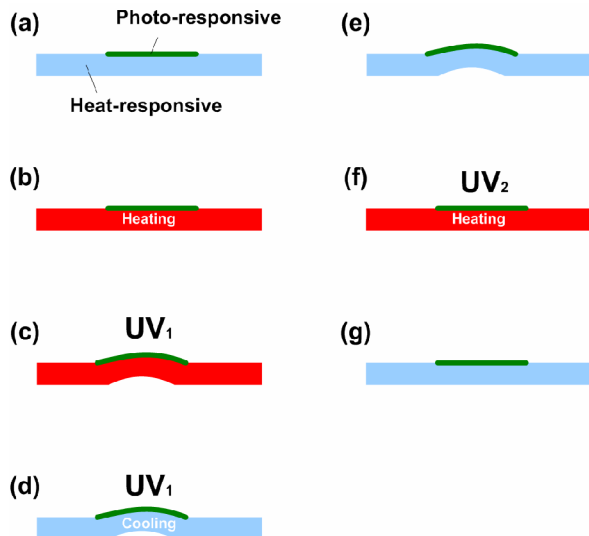 (a)
Photo-responsive
Heat-responsive
(b)
Heating
(c)
UV₁
(d)
UV₁
Cooling
(e)
(f)
UV₂
Heating
(g)